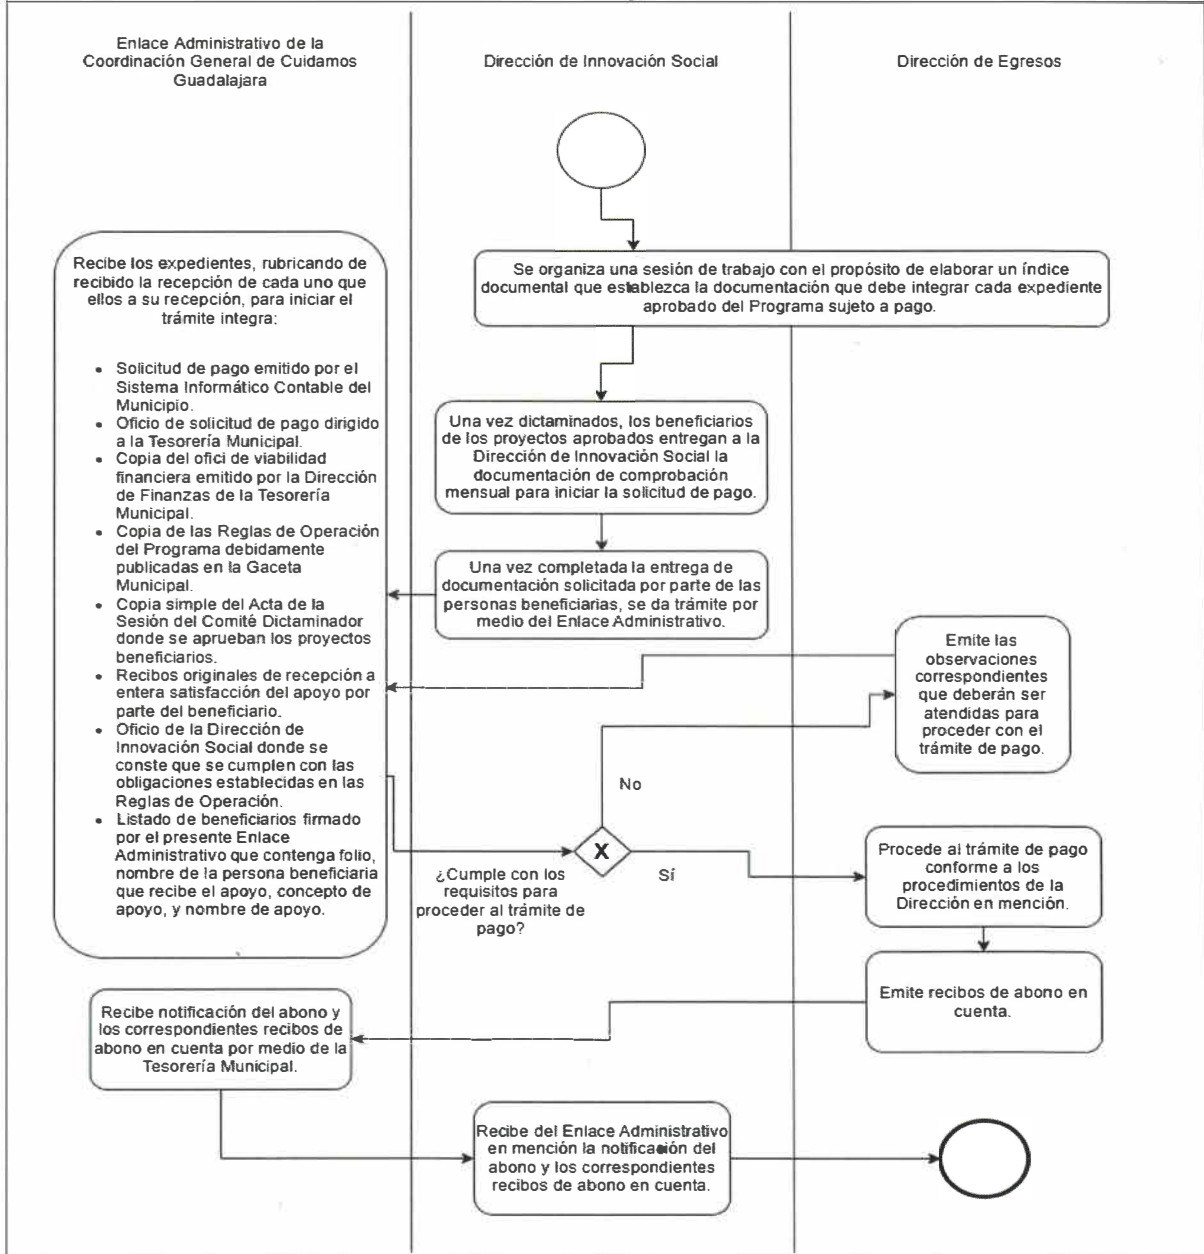 Enlace Administrativo de la
Coordinación General de Cuidamos
Guadalajara
Dirección de Innovación Social
Dirección de Egresos
Se organiza una sesión de trabajo con el propósito de elaborar un índice
documental que establezca la documentación que debe integrar cada expediente
aprobado del Programa sujeto a pago.
Recibe los expedientes, rubricando de
recibido la recepción de cada uno que
ellos a su recepción, para iniciar el
trámite integra:
• Solicitud de pago emitido por el
Sistema Informático Contable del
Municipio.
• Oficio de solicitud de pago dirigido
a la Tesorería Municipal.
• Copia del ofici de viabilidad
financiera emitido por la Dirección
de Finanzas de la Tesorería
Municipal.
• Copia de las Reglas de Operación
del Programa debidamente
publicadas en la Gaceta
Municipal.
• Copia simple del Acta de la
Sesión del Comité Dictaminador
donde se aprueban los proyectos
beneficiarios.
• Recibos originales de recepción a
entera satisfacción del apoyo por
parte del beneficiario.
• Oficio de la Dirección de
Innovación Social donde se
conste que se cumplen con las
obligaciones establecidas en las
Reglas de Operación.
• Listado de beneficiarios firmado
por el presente Enlace
Administrativo que contenga folio,
nombre de la persona beneficiaria
que recibe el apoyo, concepto de
apoyo, y nombre de apoyo.
Una vez dictaminados, los beneficiarios
de los proyectos aprobados entregan a la
Dirección de Innovación Social la
documentación de comprobación
mensual para iniciar la solicitud de pago.
Una vez completada la entrega de
documentación solicitada por parte de las
personas beneficiarias, se da trámite por
medio del Enlace Administrativo.
Emite las
observaciones
correspondientes
que deberán ser
atendidas para
proceder con el
trámite de pago.
No
X
Sí
¿Cumple con los
requisitos para
proceder al trámite de
pago?
Procede al trámite de pago
conforme a los
procedimientos de la
Dirección en mención.
Emite recibos de abono en
cuenta.
Recibe notificación del abono y
los correspondientes recibos de
abono en cuenta por medio de la
Tesorería Municipal.
Recibe del Enlace Administrativo
en mención la notificación del
abono y los correspondientes
recibos de abono en cuenta.